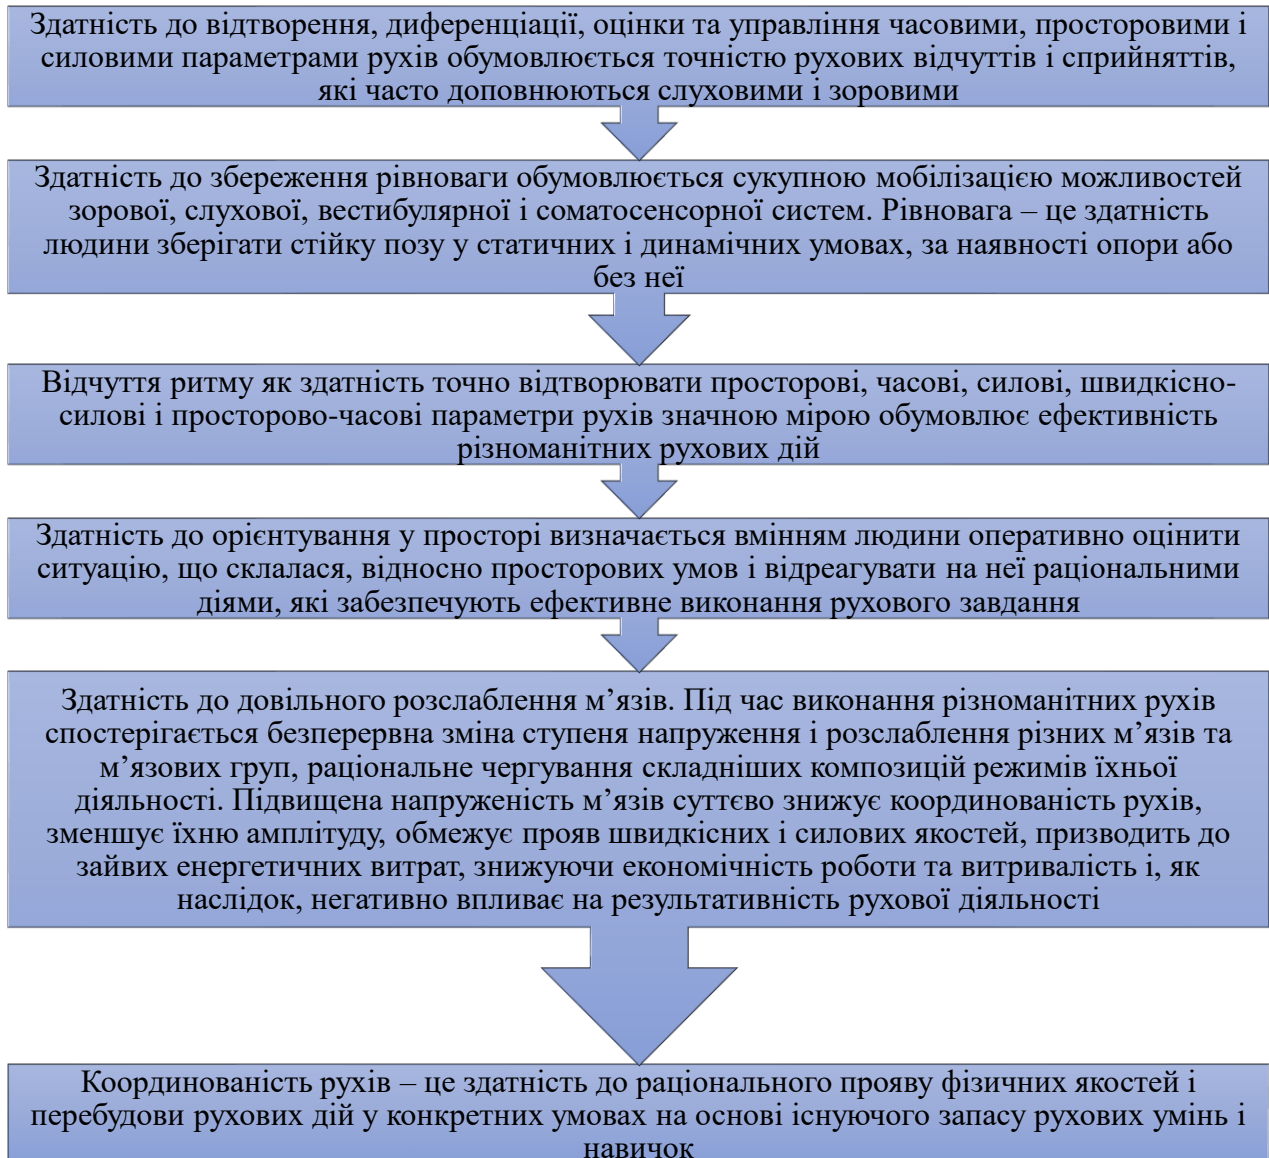 Здатність до відтворення, диференціації, оцінки та управління часовими, просторовими і
силовими параметрами рухів обумовлюється точністю рухових відчуттів і сприйняттів,
які часто доповнюються слуховими і зоровими
Здатність до збереження рівноваги обумовлюється сукупною мобілізацією можливостей
зорової, слухової, вестибулярної і соматосенсорної систем. Рівновага – це здатність
людини зберігати стійку позу у статичних і динамічних умовах, за наявності опори або
без неї
Відчуття ритму як здатність точно відтворювати просторові, часові, силові, швидкісно-
силові і просторово-часові параметри рухів значною мірою обумовлює ефективність
різноманітних рухових дій
Здатність до орієнтування у просторі визначається вмінням людини оперативно оцінити
ситуацію, що склалася, відносно просторових умов і відреагувати на неї раціональними
діями, які забезпечують ефективне виконання рухового завдання
Здатність до довільного розслаблення м’язів. Під час виконання різноманітних рухів
спостерігається безперервна зміна ступеня напруження і розслаблення різних м’язів та
м’язових груп, раціональне чергування складніших композицій режимів їхньої
діяльності. Підвищена напруженість м’язів суттєво знижує координованість рухів,
зменшує їхню амплітуду, обмежує прояв швидкісних і силових якостей, призводить до
зайвих енергетичних витрат, знижуючи економічність роботи та витривалість і, як
наслідок, негативно впливає на результативність рухової діяльності
Координованість рухів – це здатність до раціонального прояву фізичних якостей і
перебудови рухових дій у конкретних умовах на основі існуючого запасу рухових умінь і
навичок